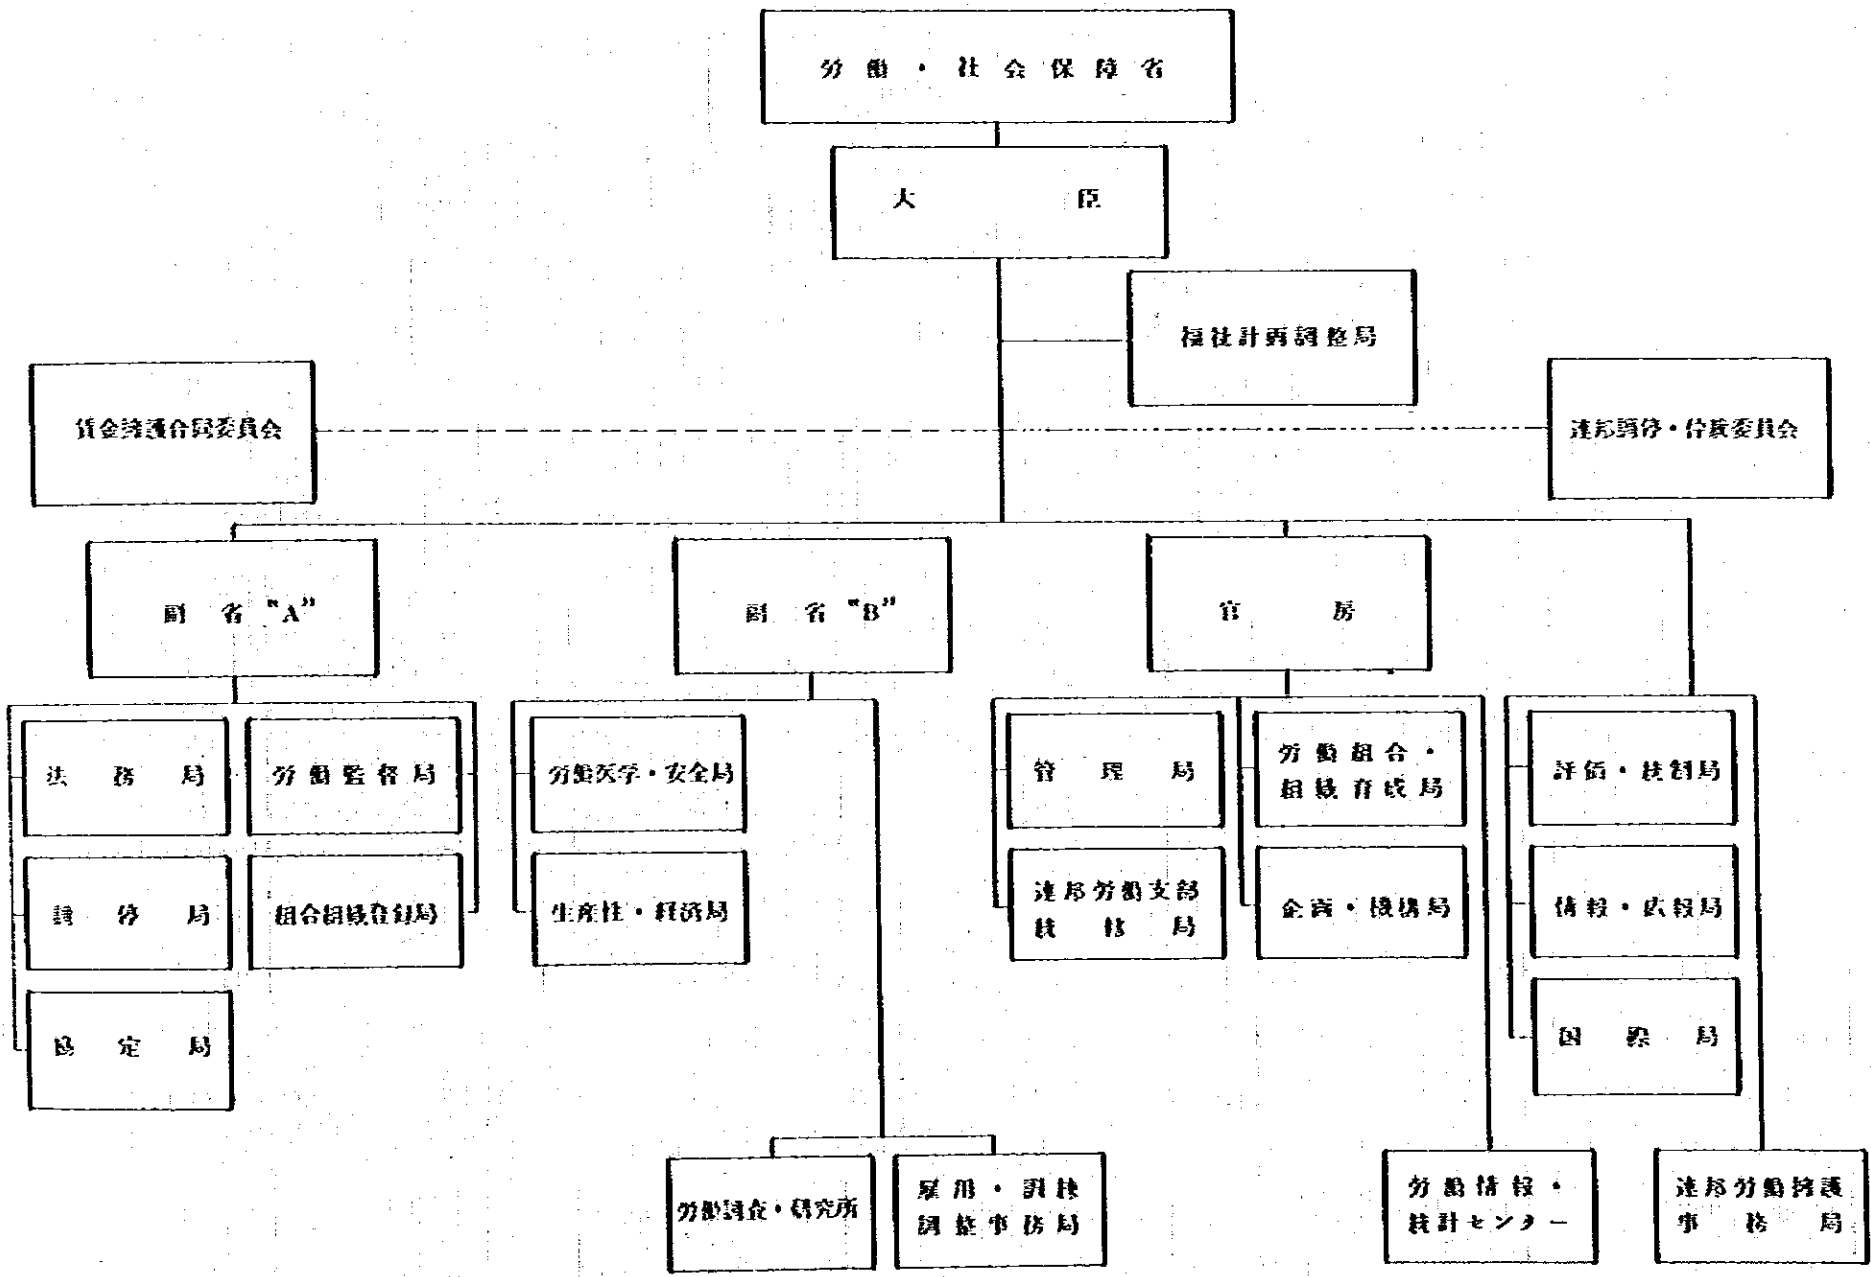 労働・社会保障省
大臣
福祉計画調整局
賃金擁護合同委員会
連邦調停・仲裁委員会
副省 “A”
副省 “B”
官房
法務局
労働監督局
労働医学・安全局
管理局
労働組合・
組織育成局
評価・統制局
調停局
組合組織登録局
生産性・経済局
連邦労働支部
企画・機構局
情報・広報局
協定局
国際局
労働調査・研究所
雇用・訓練
調整事務局
労働情報・
統計センター
連邦労働擁護
事務局